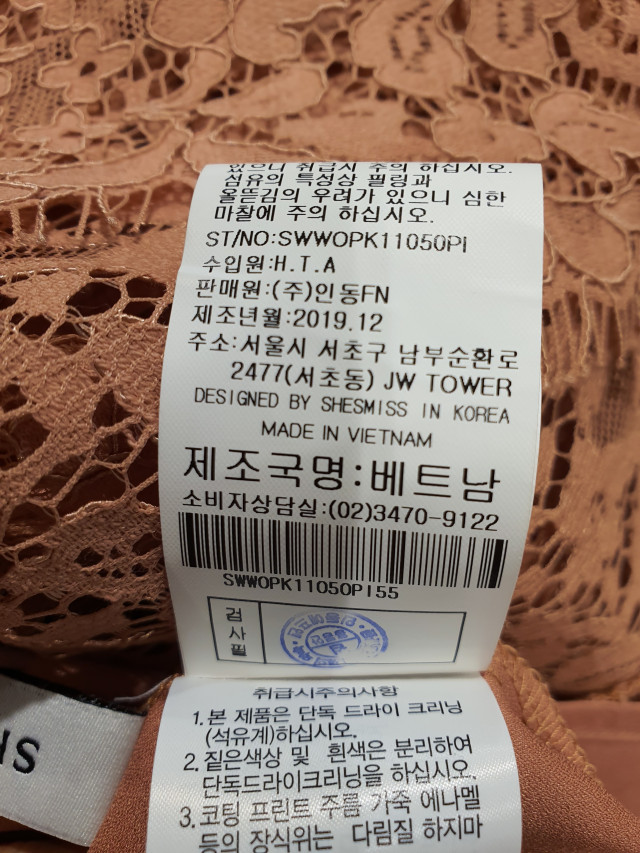 있으니 취급시 주의 하십시오.
섬유의 특성상 필링과
올뜯김의 우려가 있으니 심한
마찰에 주의 하십시오.
ST/NO:SWWOPK11050PI
수입원:H.T.A
판매원:(주)인동FN
제조년월:2019.12
주소:서울시 서초구 남부순환로
2477(서초동) JW TOWER
DESIGNED BY SHESMISS IN KOREA
MADE IN VIETNAM
제조국명:베트남
소비자상담실:(02)3470-9122
SWWOPK11050PI55
검사필
취급시주의사항
1.본 제품은 단독 드라이 크리닝
(석유계)하십시오.
2.짙은색상 및 흰색은 분리하여
단독드라이크리닝을 하십시오.
3.코팅 프린트 주름 가죽 에나멜
등의 장식위는 다림질 하지마